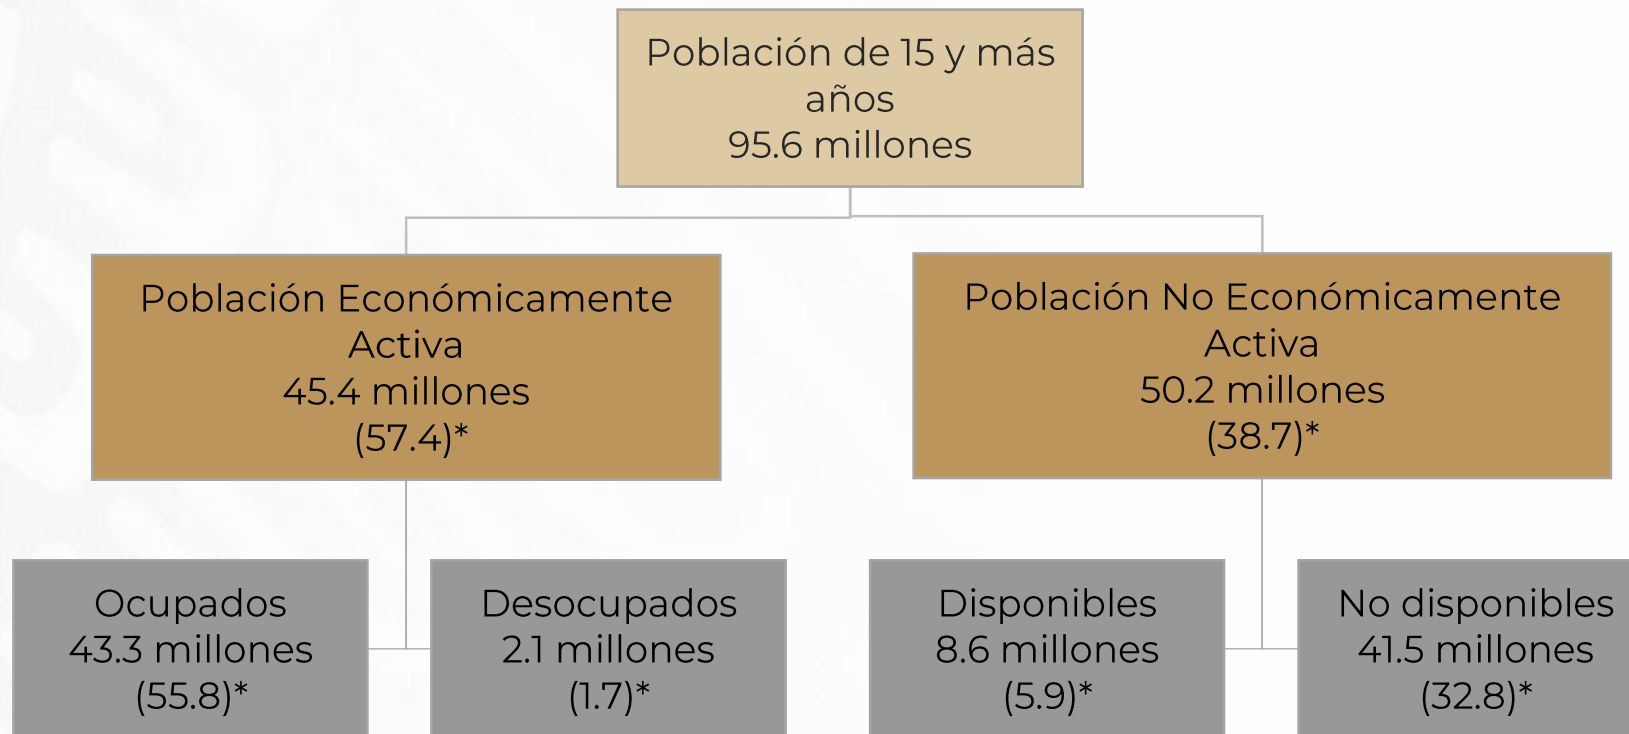 Población de 15 y más
años
95.6 millones
Población Económicamente
Activa
45.4 millones
(57.4)*
Población No Económicamente
Activa
50.2 millones
(38.7)*
Ocupados
43.3 millones
(55.8)*
Desocupados
2.1 millones
(1.7)*
Disponibles
8.6 millones
(5.9)*
No disponibles
41.5 millones
(32.8)*